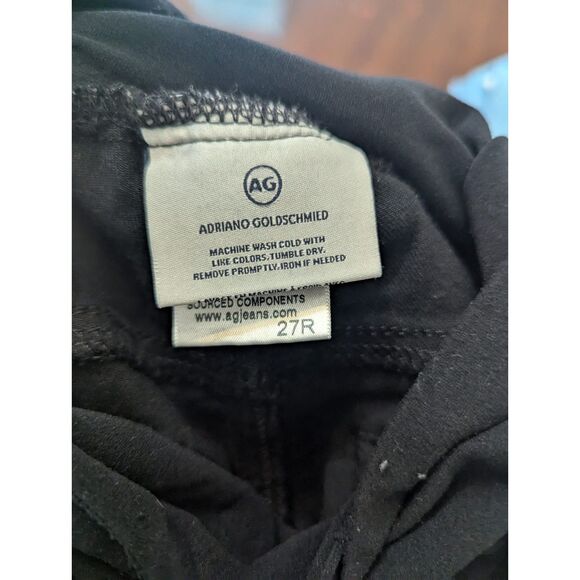 AG
ADRIANO GOLDSCHMIED
MACHINE WASH COLD WITH
LIKE COLORS. TUMBLE DRY.
REMOVE PROMPTLY. IRON IF NEEDED
SOURCED COMPONENTS
www.agjeans.com
27R